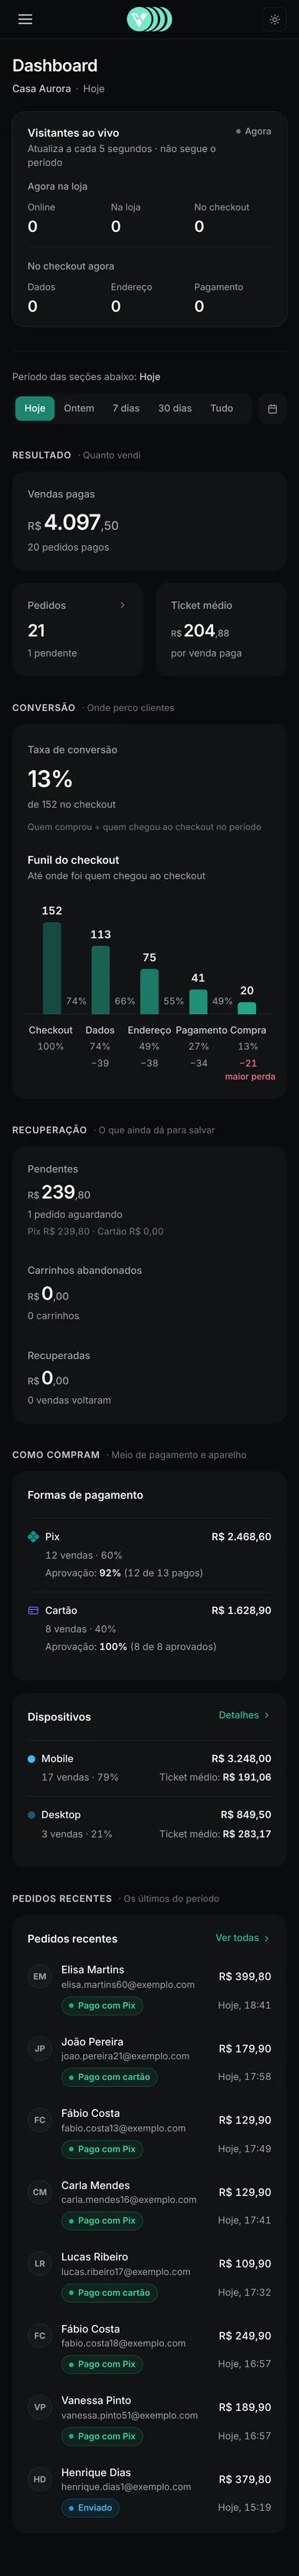 Dashboard
Casa Aurora · Hoje
Visitantes ao vivo
Agora
Atualiza a cada 5 segundos · não segue o
período
Agora na loja
Online Na loja No checkout
0 0 0
No checkout agora
Dados Endereço Pagamento
0 0 0
Período das seções abaixo: Hoje
Hoje Ontem 7 dias 30 dias Tudo
RESULTADO · Quanto vendi
Vendas pagas
R$ 4.097,50
20 pedidos pagos
Pedidos Ticket médio
21 R$ 204,88
1 pendente por venda paga
CONVERSÃO · Onde perco clientes
Taxa de conversão
13%
de 152 no checkout
Quem comprou ÷ quem chegou ao checkout no período
Funil do checkout
Até onde foi quem chegou ao checkout
152 113 75 41 20
74% 66% 55% 49%
Checkout Dados Endereço Pagamento Compra
100% 74% 49% 27% 13%
−39 −38 −34 −21
maior perda
RECUPERAÇÃO · O que ainda dá para salvar
Pendentes
R$ 239,80
1 pedido aguardando
Pix R$ 239,80 · Cartão R$ 0,00
Carrinhos abandonados
R$ 0,00
0 carrinhos
Recuperadas
R$ 0,00
0 vendas voltaram
COMO COMPRAM · Meio de pagamento e aparelho
Formas de pagamento
Pix R$ 2.468,60
12 vendas · 60%
Aprovação: 92% (12 de 13 pagos)
Cartão R$ 1.628,90
8 vendas · 40%
Aprovação: 100% (8 de 8 aprovados)
Dispositivos Detalhes
Mobile R$ 3.248,00
17 vendas · 79% Ticket médio: R$ 191,06
Desktop R$ 849,50
3 vendas · 21% Ticket médio: R$ 283,17
PEDIDOS RECENTES · Os últimos do período
Pedidos recentes Ver todas
EM Elisa Martins R$ 399,80
elisa.martins60@exemplo.com
Pago com Pix Hoje, 18:41
JP João Pereira R$ 179,90
joao.pereira21@exemplo.com
Pago com cartão Hoje, 17:58
FC Fábio Costa R$ 129,90
fabio.costa13@exemplo.com
Pago com Pix Hoje, 17:49
CM Carla Mendes R$ 129,90
carla.mendes16@exemplo.com
Pago com Pix Hoje, 17:41
LR Lucas Ribeiro R$ 109,90
lucas.ribeiro17@exemplo.com
Pago com cartão Hoje, 17:32
FC Fábio Costa R$ 249,90
fabio.costa18@exemplo.com
Pago com Pix Hoje, 16:57
VP Vanessa Pinto R$ 189,90
vanessa.pinto51@exemplo.com
Pago com Pix Hoje, 16:57
HD Henrique Dias R$ 379,80
henrique.dias1@exemplo.com
Enviado Hoje, 15:19